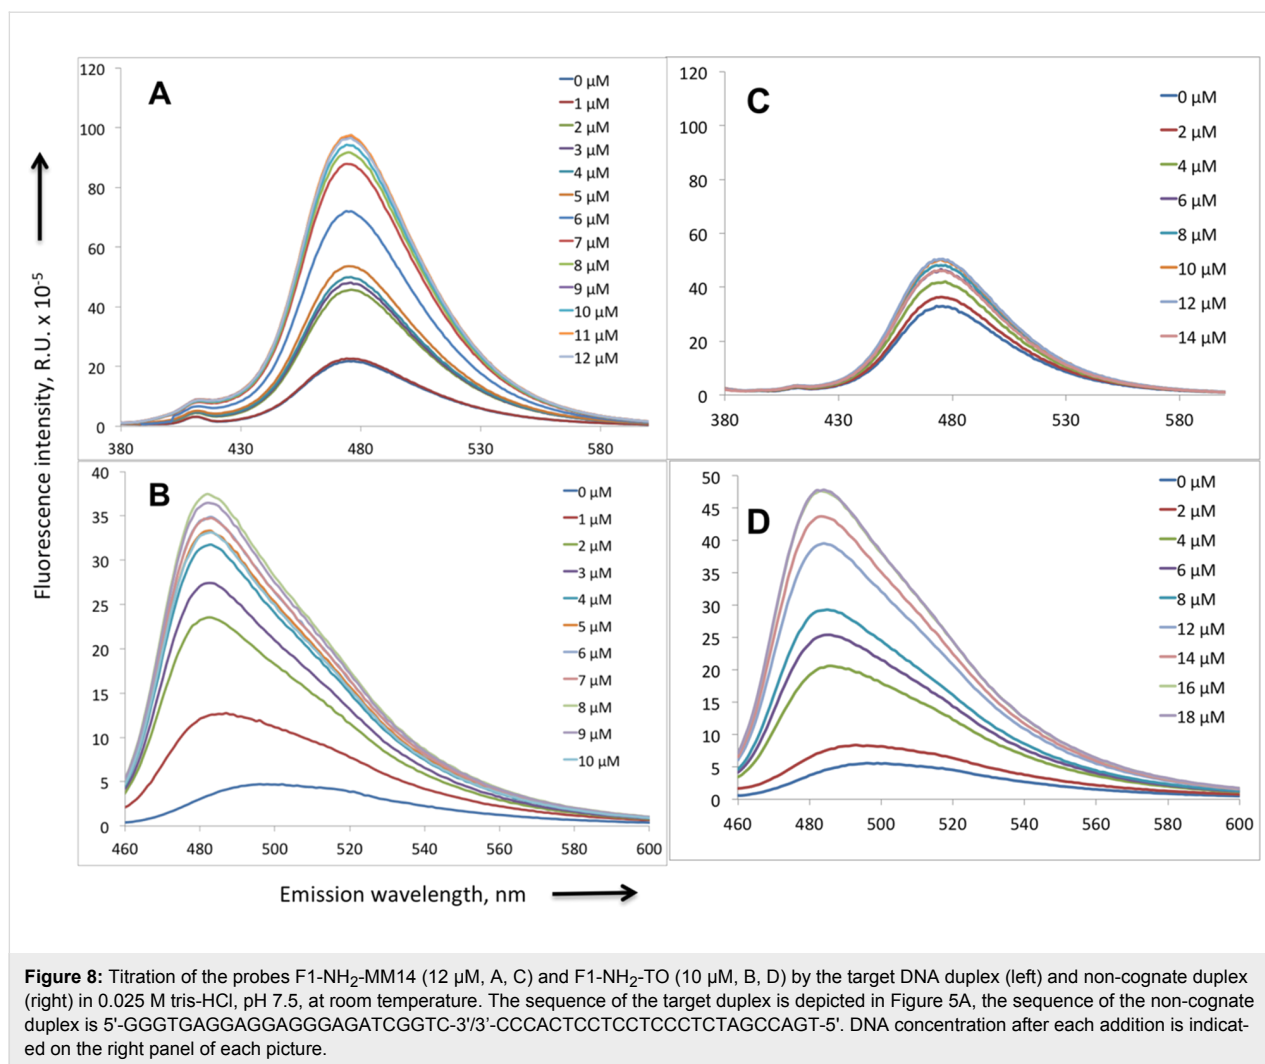 A
120
100
80
60
40
20
0
380
430
480
530
580
0 µM
1 µM
2 µM
3 µM
4 µM
5 µM
6 µM
7 µM
8 µM
9 µM
10 µM
11 µM
12 µM
C
120
100
80
60
40
20
0
380
430
480
530
580
0 µM
2 µM
4 µM
6 µM
8 µM
10 µM
12 µM
14 µM
Fluorescence intensity, R.U. x 10-5
B
40
35
30
25
20
15
10
5
0
460
480
500
520
540
560
580
600
0 µM
1 µM
2 µM
3 µM
4 µM
5 µM
6 µM
7 µM
8 µM
9 µM
10 µM
D
50
45
40
35
30
25
20
15
10
5
0
460
480
500
520
540
560
580
600
0 µM
2 µM
4 µM
6 µM
8 µM
12 µM
14 µM
16 µM
18 µM
Emission wavelength, nm
Figure 8: Titration of the probes F1-NH2-MM14 (12 µM, A, C) and F1-NH2-TO (10 µM, B, D) by the target DNA duplex (left) and non-cognate duplex
(right) in 0.025 M tris-HCl, pH 7.5, at room temperature. The sequence of the target duplex is depicted in Figure 5A, the sequence of the non-cognate
duplex is 5'-GGGTGAGGAGGAGGGAGATCGGTC-3'/3’-CCCACTCCTCCTCCCTCTAGCCAGT-5'. DNA concentration after each addition is indicat-
ed on the right panel of each picture.